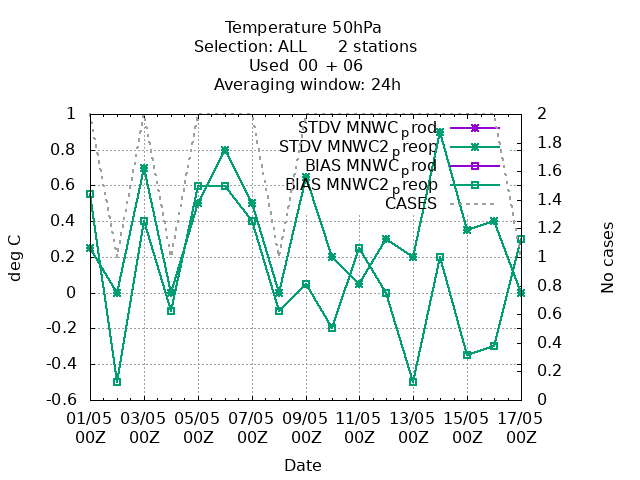 Temperature 50hPa
Selection: ALL 2 stations
Used 00 + 06
Averaging window: 24h
STDV MNWCprod
STDV MNWC2preop
BIAS MNWCprod
BIAS MNWC2preop
CASES
1
0.8
0.6
0.4
0.2
0
-0.2
-0.4
-0.6
deg C
2
1.8
1.6
1.4
1.2
1
0.8
0.6
0.4
0.2
0
No cases
01/05 03/05 05/05 07/05 09/05 11/05 13/05 15/05 17/05
00Z 00Z 00Z 00Z 00Z 00Z 00Z 00Z 00Z
Date